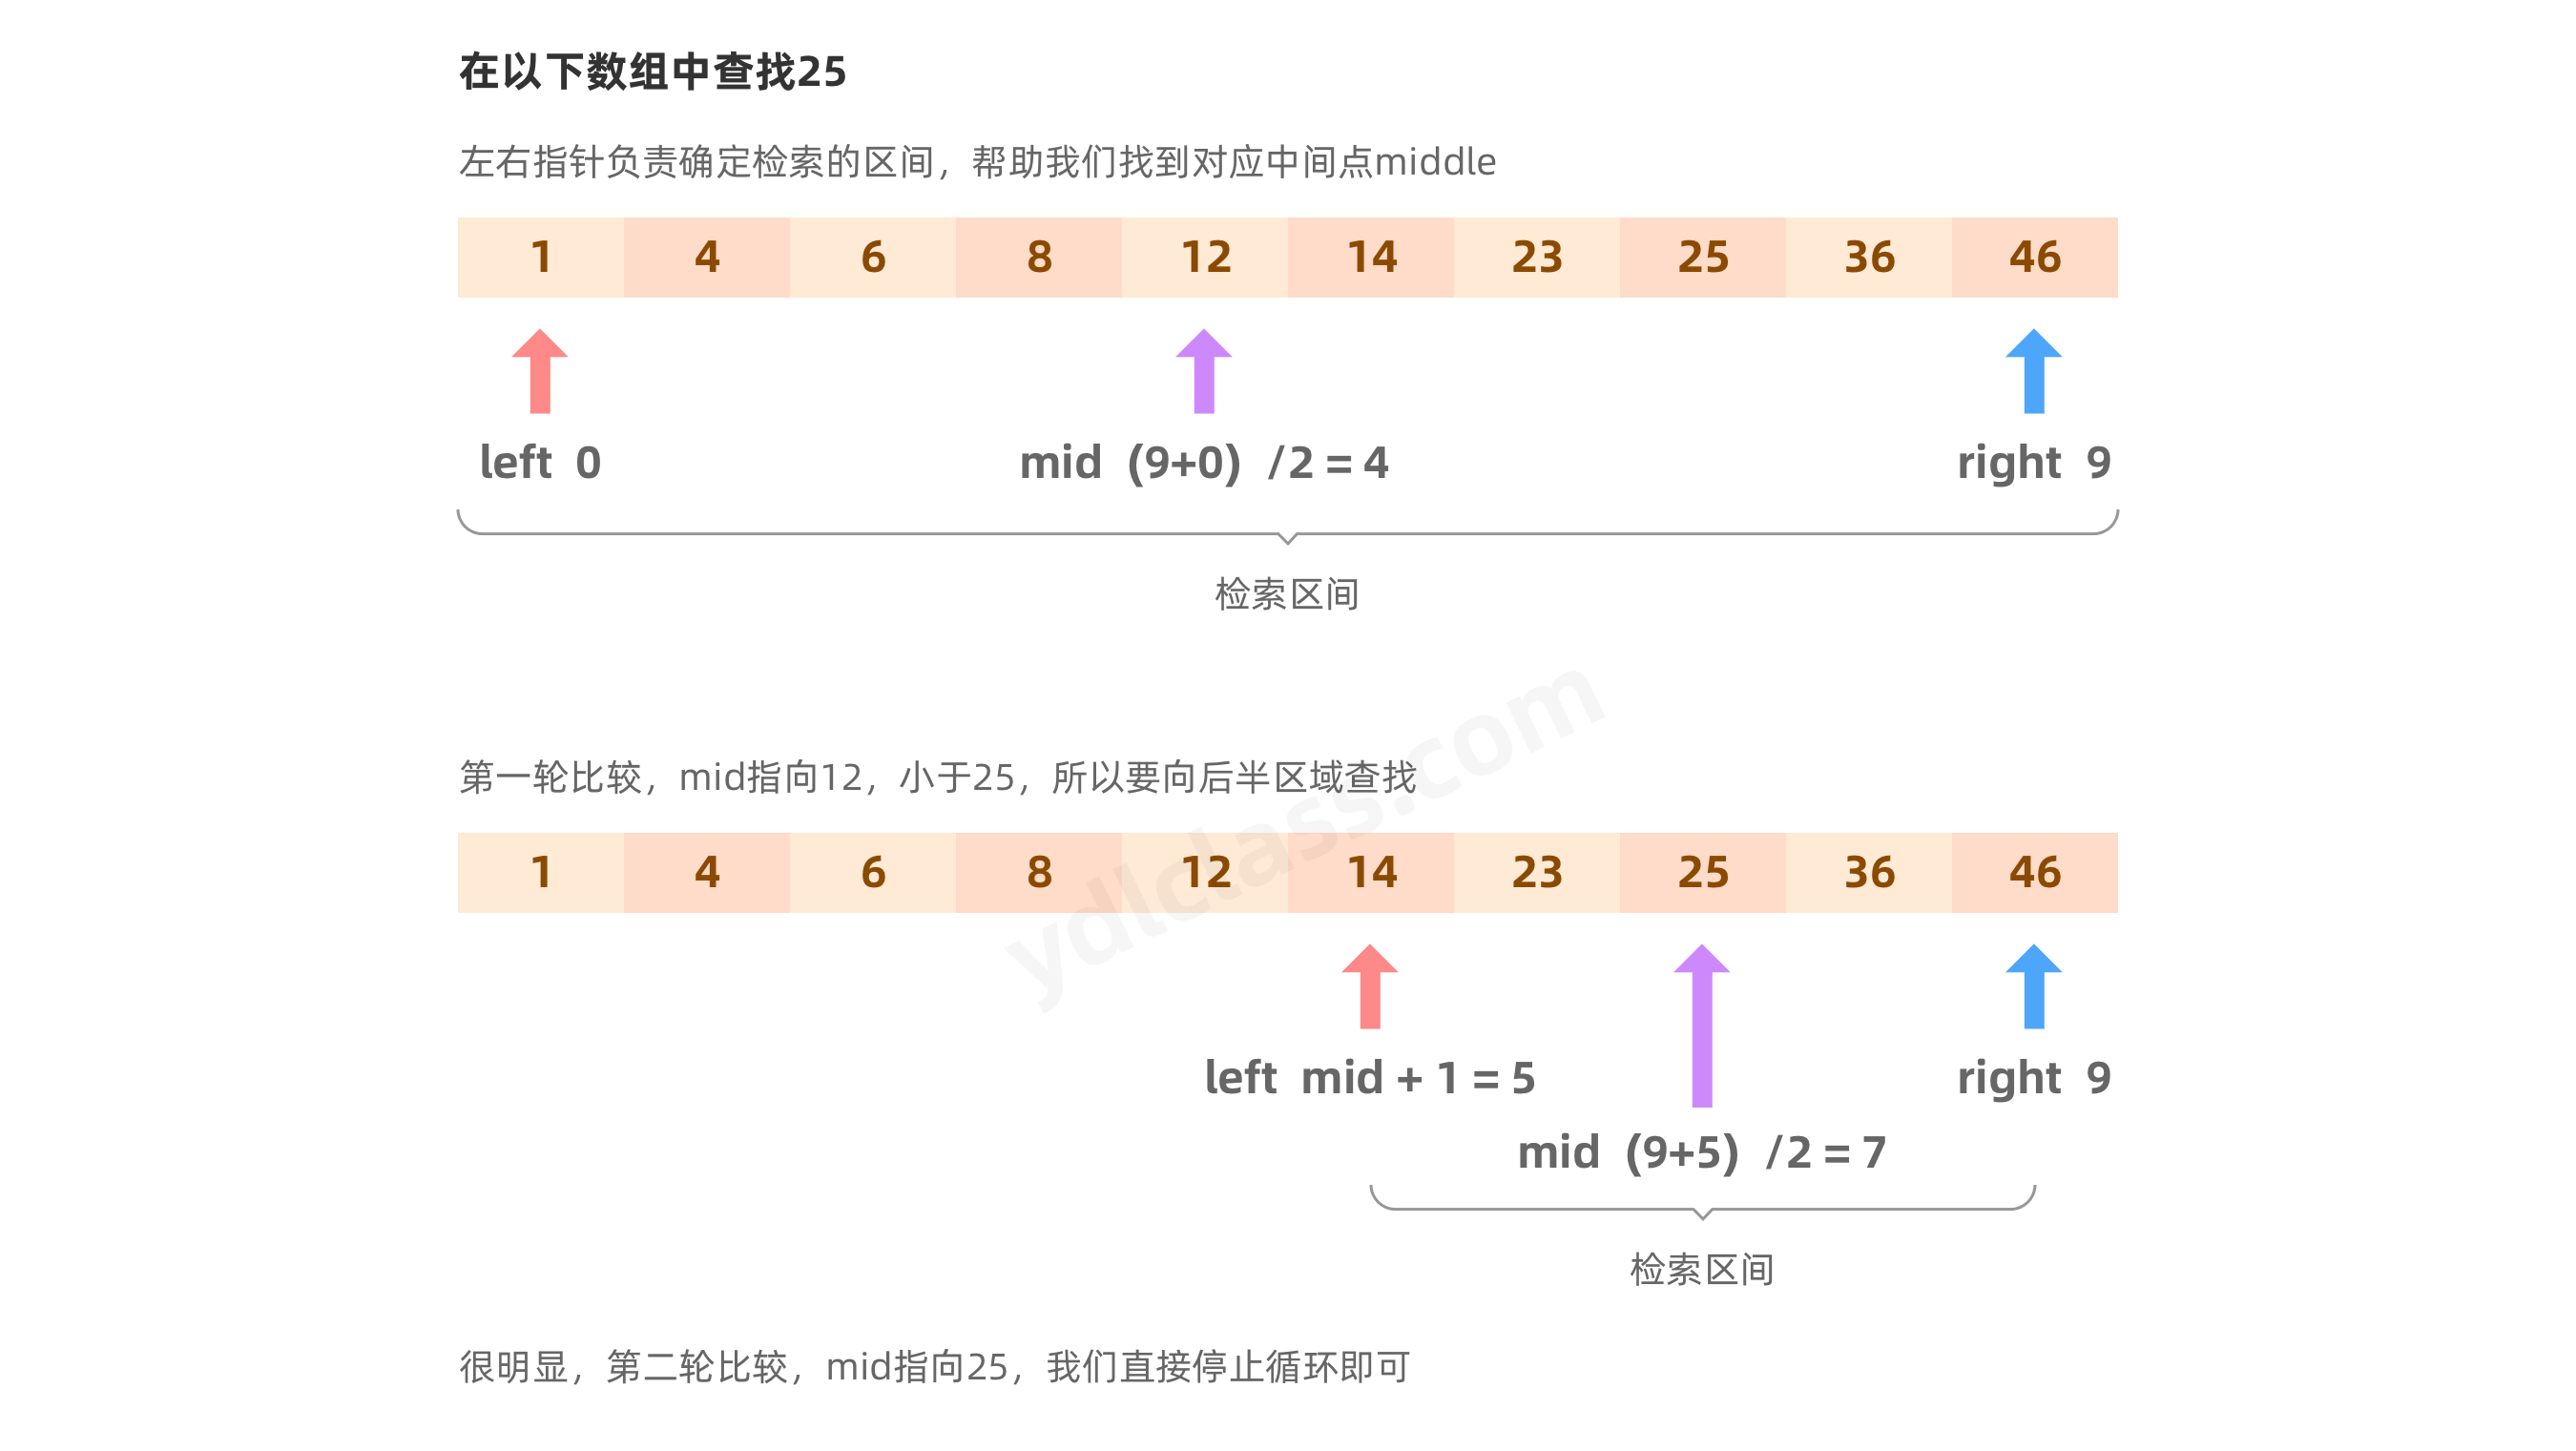 在以下数组中查找25
左右指针负责确定检索的区间，帮助我们找到对应中间点middle
1 4 6 8 12 14 23 25 36 46
left 0 mid (9+0) /2 = 4 right 9
检索区间
第一轮比较，mid指向12，小于25，所以要向后半区域查找
1 4 6 8 12 14 23 25 36 46
ydlclass.com
left mid + 1 = 5 right 9
mid (9+5) /2 = 7
检索区间
很明显，第二轮比较，mid指向25，我们直接停止循环即可